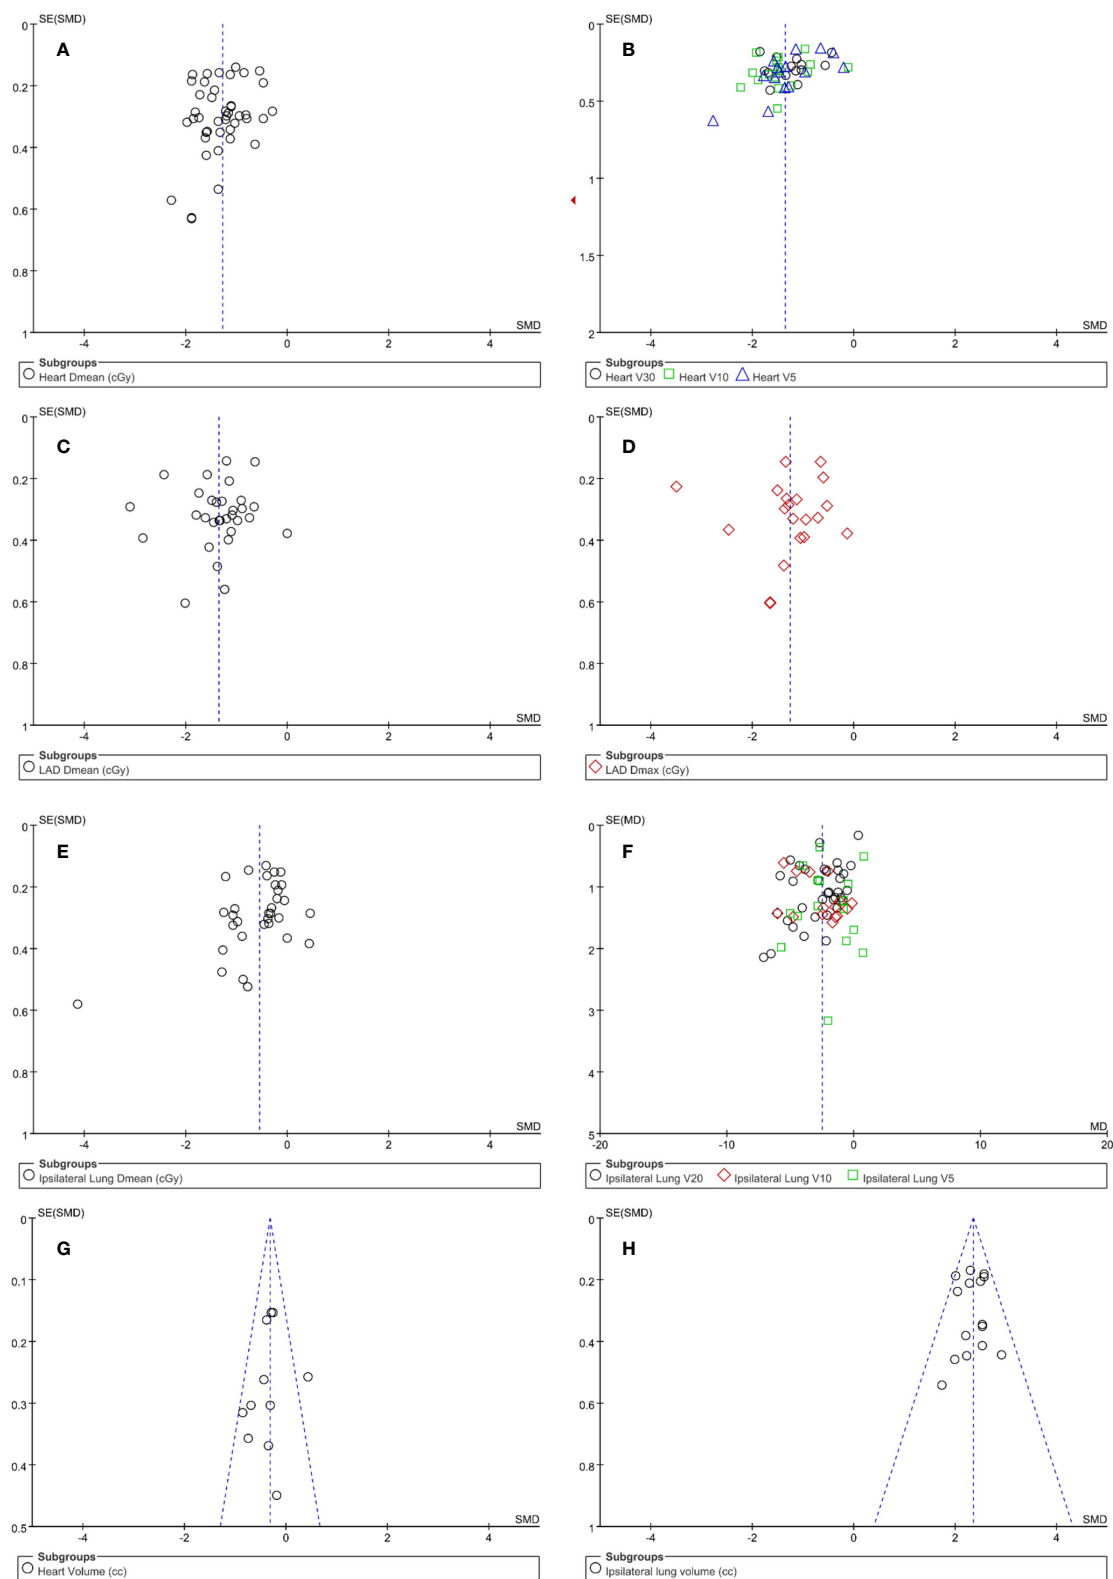 SE(SMD)
A
0
0.2
0.4
0.6
0.8
1
-4
-2
0
2
4
SMD
Subgroups
Heart Dmean (cGy)
SE(SMD)
B
0
0.5
1
1.5
2
-4
-2
0
2
4
SMD
Subgroups
Heart V30 Heart V10 Heart V5
SE(SMD)
C
0
0.2
0.4
0.6
0.8
1
-4
-2
0
2
4
SMD
Subgroups
LAD Dmean (cGy)
SE(SMD)
D
0
0.2
0.4
0.6
0.8
1
-4
-2
0
2
4
SMD
Subgroups
LAD Dmax (cGy)
SE(SMD)
E
0
0.2
0.4
0.6
0.8
1
-4
-2
0
2
4
SMD
Subgroups
Ipsilateral Lung Dmean (cGy)
SE(MD)
F
0
1
2
3
4
5
-20
-10
0
10
20
MD
Subgroups
Ipsilateral Lung V20 Ipsilateral Lung V10 Ipsilateral Lung V5
SE(SMD)
G
0
0.1
0.2
0.3
0.4
0.5
-4
-2
0
2
4
SMD
Subgroups
Heart Volume (cc)
SE(SMD)
H
0
0.2
0.4
0.6
0.8
1
-4
-2
0
2
4
SMD
Subgroups
Ipsilateral lung volume (cc)